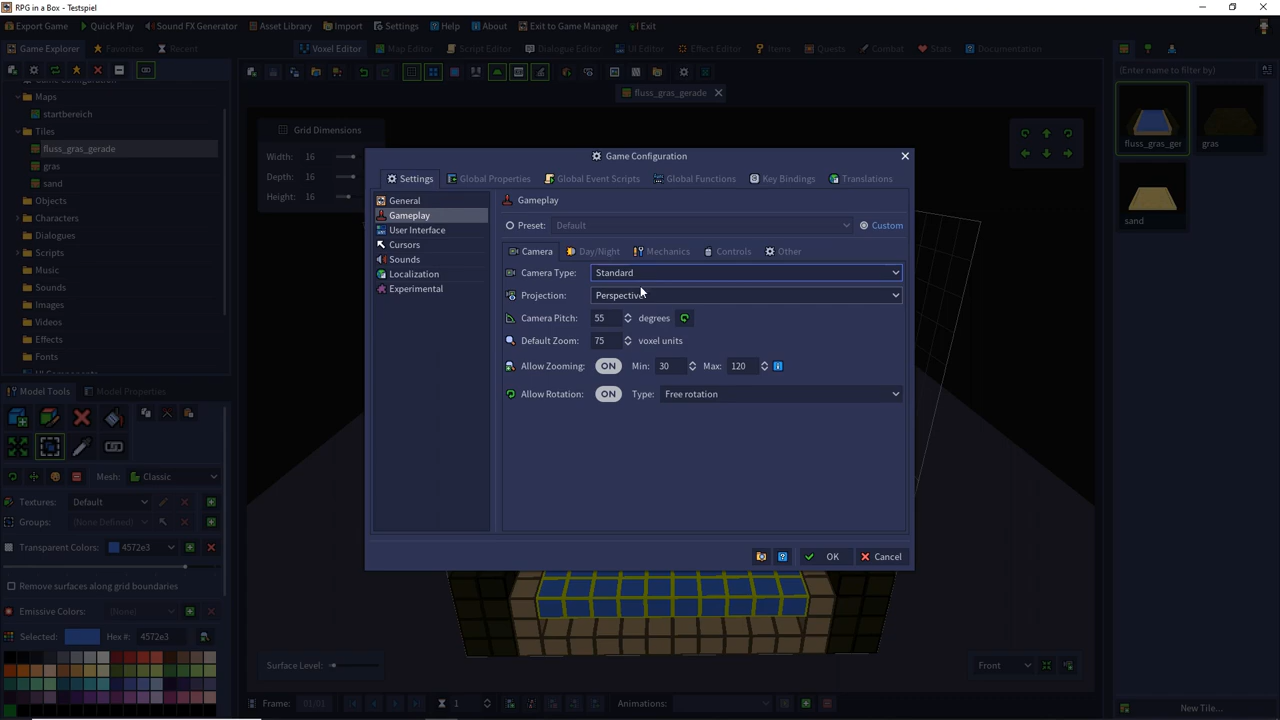 RPG in a Box - Testspiel
Export Game Quick Play Sound FX Generator Asset Library Import Settings Help About Exit to Game Manager Exit
Game Explorer Favorites Recent Voxel Editor Map Editor Script Editor Dialogue Editor UI Editor Effect Editor Items Quests Combat Stats Documentation
(Enter name to filter by)
fluss_gras_gerade
Maps
startbereich
Tiles
fluss_gras_gerade
gras
sand
Objects
Characters
Dialogues
Scripts
Music
Sounds
Images
Videos
Effects
Fonts
Grid Dimensions
Width: 16
Depth: 16
Height: 16
Game Configuration
Settings Global Properties Global Event Scripts Global Functions Key Bindings Translations
General
Gameplay
User Interface
Cursors
Sounds
Localization
Experimental
Gameplay
Preset: Default Custom
Camera Day/Night Mechanics Controls Other
Camera Type: Standard
Projection: Perspective
Camera Pitch: 55 degrees
Default Zoom: 75 voxel units
Allow Zooming: ON Min: 30 Max: 120
Allow Rotation: ON Type: Free rotation
OK Cancel
fluss_gras_ger
gras
sand
Model Tools Model Properties
Mesh: Classic
Textures: Default
Groups: [None Defined]
Transparent Colors: 4572e3
Remove surfaces along grid boundaries
Emissive Colors: [None]
Selected: Hex #: 4572e3
Surface Level:
Front
Frame: 01:01 1 Animations:
New Tile...